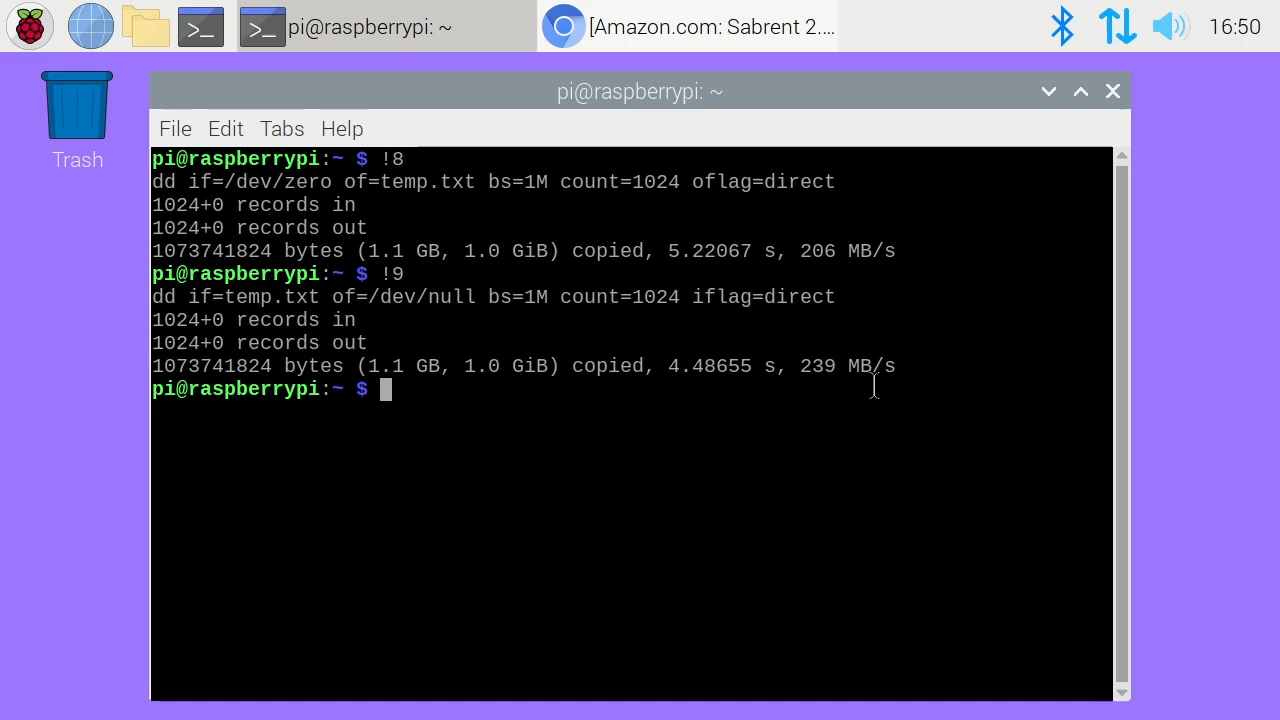 pi@raspberrypi: ~
[Amazon.com: Sabrent 2....
16:50
Trash
pi@raspberrypi: ~
File Edit Tabs Help
pi@raspberrypi:~ $ !8
dd if=/dev/zero of=temp.txt bs=1M count=1024 oflag=direct
1024+0 records in
1024+0 records out
1073741824 bytes (1.1 GB, 1.0 GiB) copied, 5.22067 s, 206 MB/s
pi@raspberrypi:~ $ !9
dd if=temp.txt of=/dev/null bs=1M count=1024 iflag=direct
1024+0 records in
1024+0 records out
1073741824 bytes (1.1 GB, 1.0 GiB) copied, 4.48655 s, 239 MB/s
pi@raspberrypi:~ $